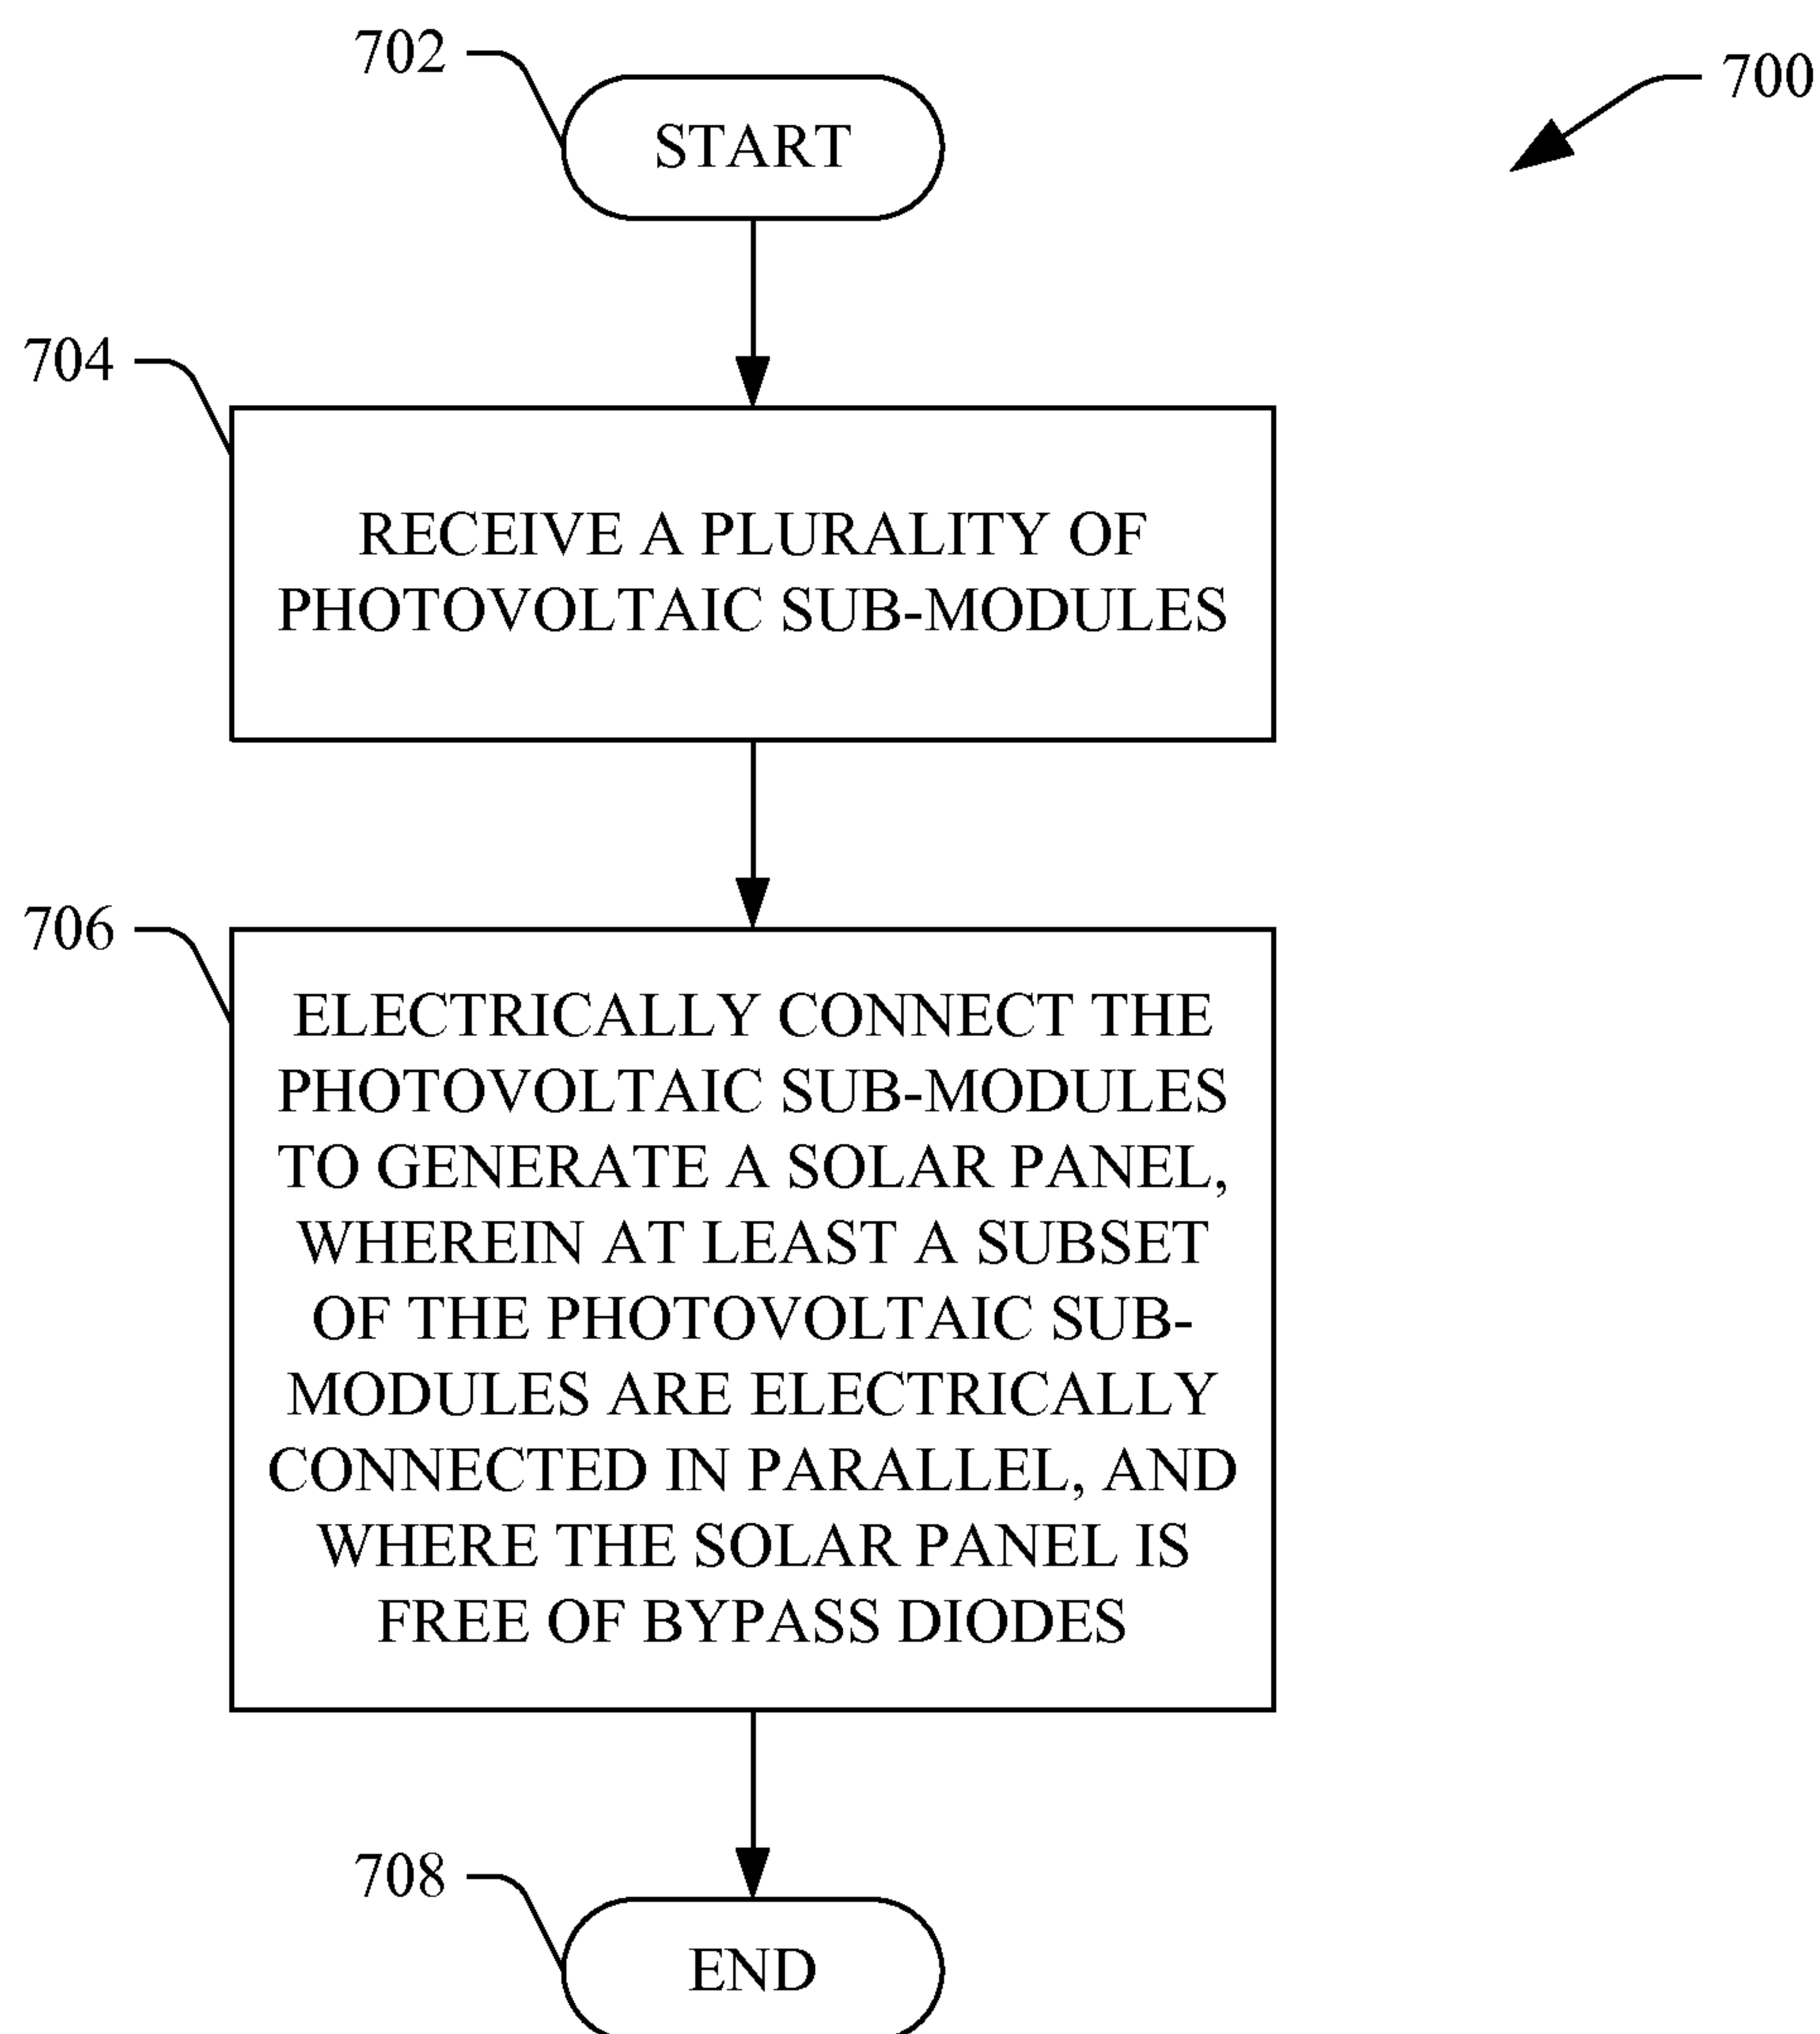 702
START
700
704
RECEIVE A PLURALITY OF
PHOTOVOLTAIC SUB-MODULES
706
ELECTRICALLY CONNECT THE
PHOTOVOLTAIC SUB-MODULES
TO GENERATE A SOLAR PANEL,
WHEREIN AT LEAST A SUBSET
OF THE PHOTOVOLTAIC SUB-
MODULES ARE ELECTRICALLY
CONNECTED IN PARALLEL, AND
WHERE THE SOLAR PANEL IS
FREE OF BYPASS DIODES
708
END